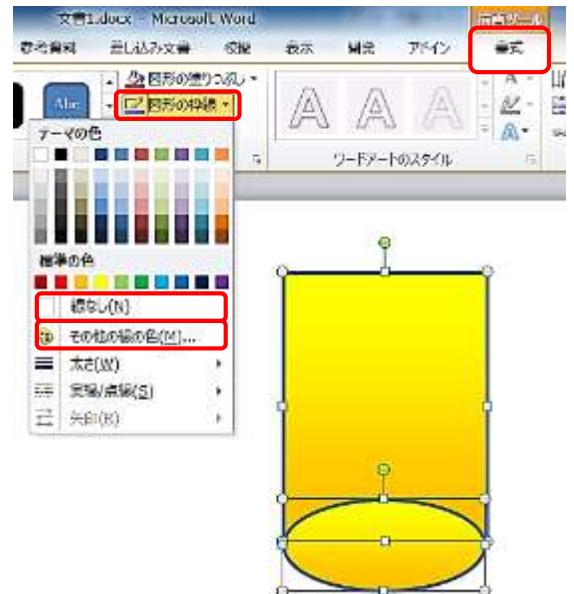 文書1.docx - Microsoft Word
描画ツール
参考資料 差し込み文書 校閲 表示 開発 アドイン 書式
Abc
図形の塗りつぶし
図形の枠線
A A A
A
A
ワードアートのスタイル
テーマの色
標準の色
線なし(N)
その他の線の色(M)...
太さ(W)
実線/点線(S)
矢印(R)